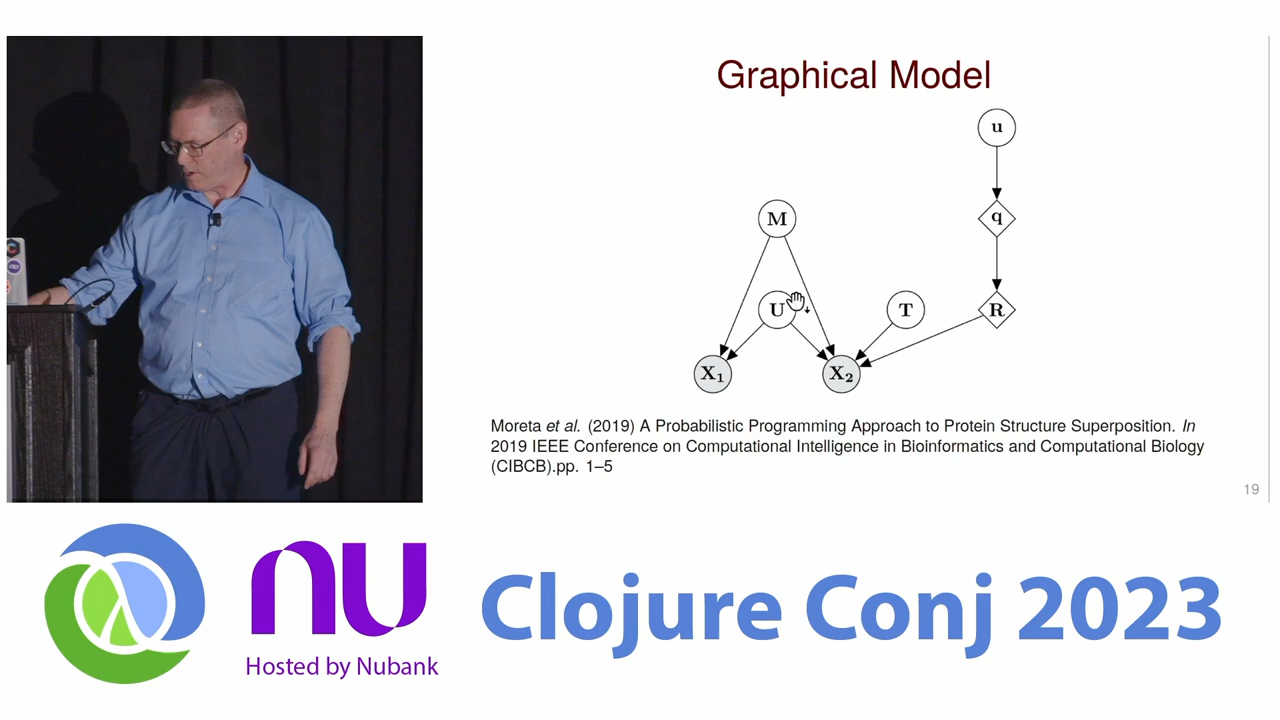 Graphical Model
u
M
q
U
T
R
X1
X2
Moreta et al. (2019) A Probabilistic Programming Approach to Protein Structure Superposition. In
2019 IEEE Conference on Computational Intelligence in Bioinformatics and Computational Biology
(CIBCB).pp. 1–5
19
nu
Hosted by Nubank
Clojure Conj 2023